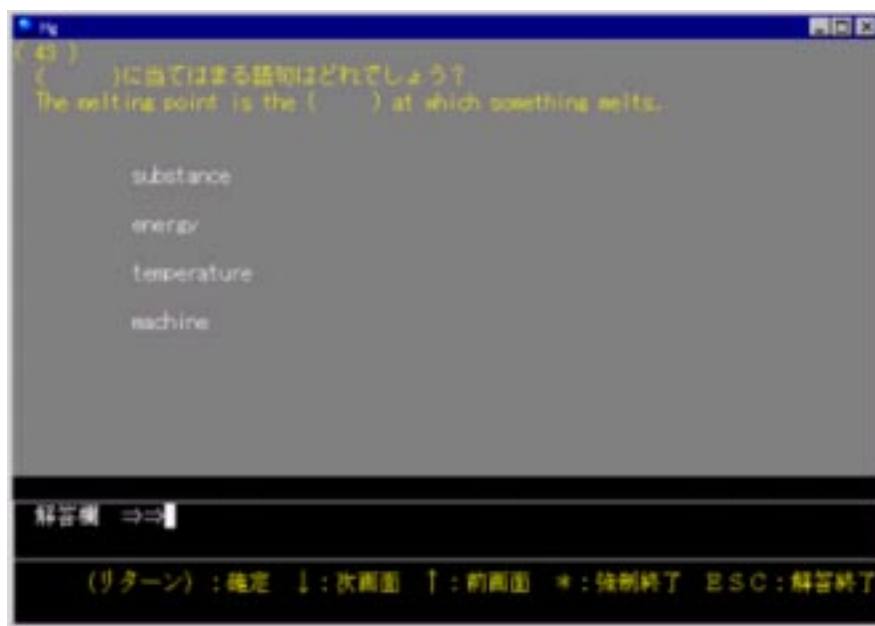 Hg
( 43 )
(　　　)に当てはまる語句はどれでしょう?
The melting point is the (　　　) at which something melts.
substance
energy
temperature
machine
解答欄 ⇒⇒
(リターン):確定 ↓:次画面 ↑:前画面 *:強制終了 ESC:解答終了